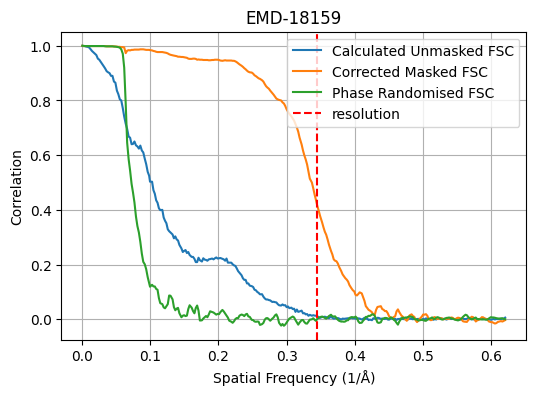 EMD-18159
Calculated Unmasked FSC
Corrected Masked FSC
Phase Randomised FSC
resolution
Correlation
1.0
0.8
0.6
0.4
0.2
0.0
0.0 0.1 0.2 0.3 0.4 0.5 0.6
Spatial Frequency (1/Å)